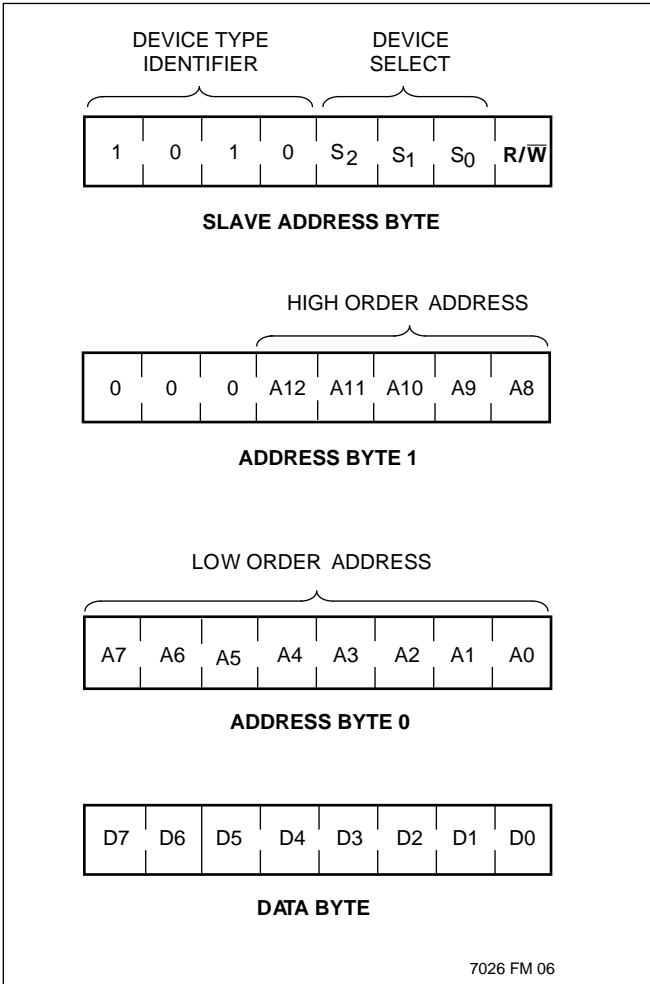 DEVICE TYPE IDENTIFIER
DEVICE SELECT
1 0 1 0 S2 S1 S0 R/W̅
SLAVE ADDRESS BYTE
HIGH ORDER ADDRESS
0 0 0 A12 A11 A10 A9 A8
ADDRESS BYTE 1
LOW ORDER ADDRESS
A7 A6 A5 A4 A3 A2 A1 A0
ADDRESS BYTE 0
D7 D6 D5 D4 D3 D2 D1 D0
DATA BYTE
7026 FM 06